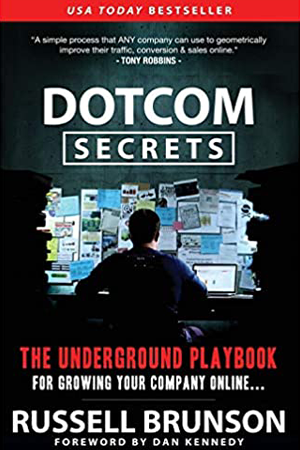 USA TODAY BESTSELLER
"A simple process that ANY company can use to geometrically
improve their traffic, conversion & sales online."
- TONY ROBBINS -
DOTCOM
SECRETS
THE UNDERGROUND PLAYBOOK
FOR GROWING YOUR COMPANY ONLINE...
RUSSELL BRUNSON
FOREWORD BY DAN KENNEDY